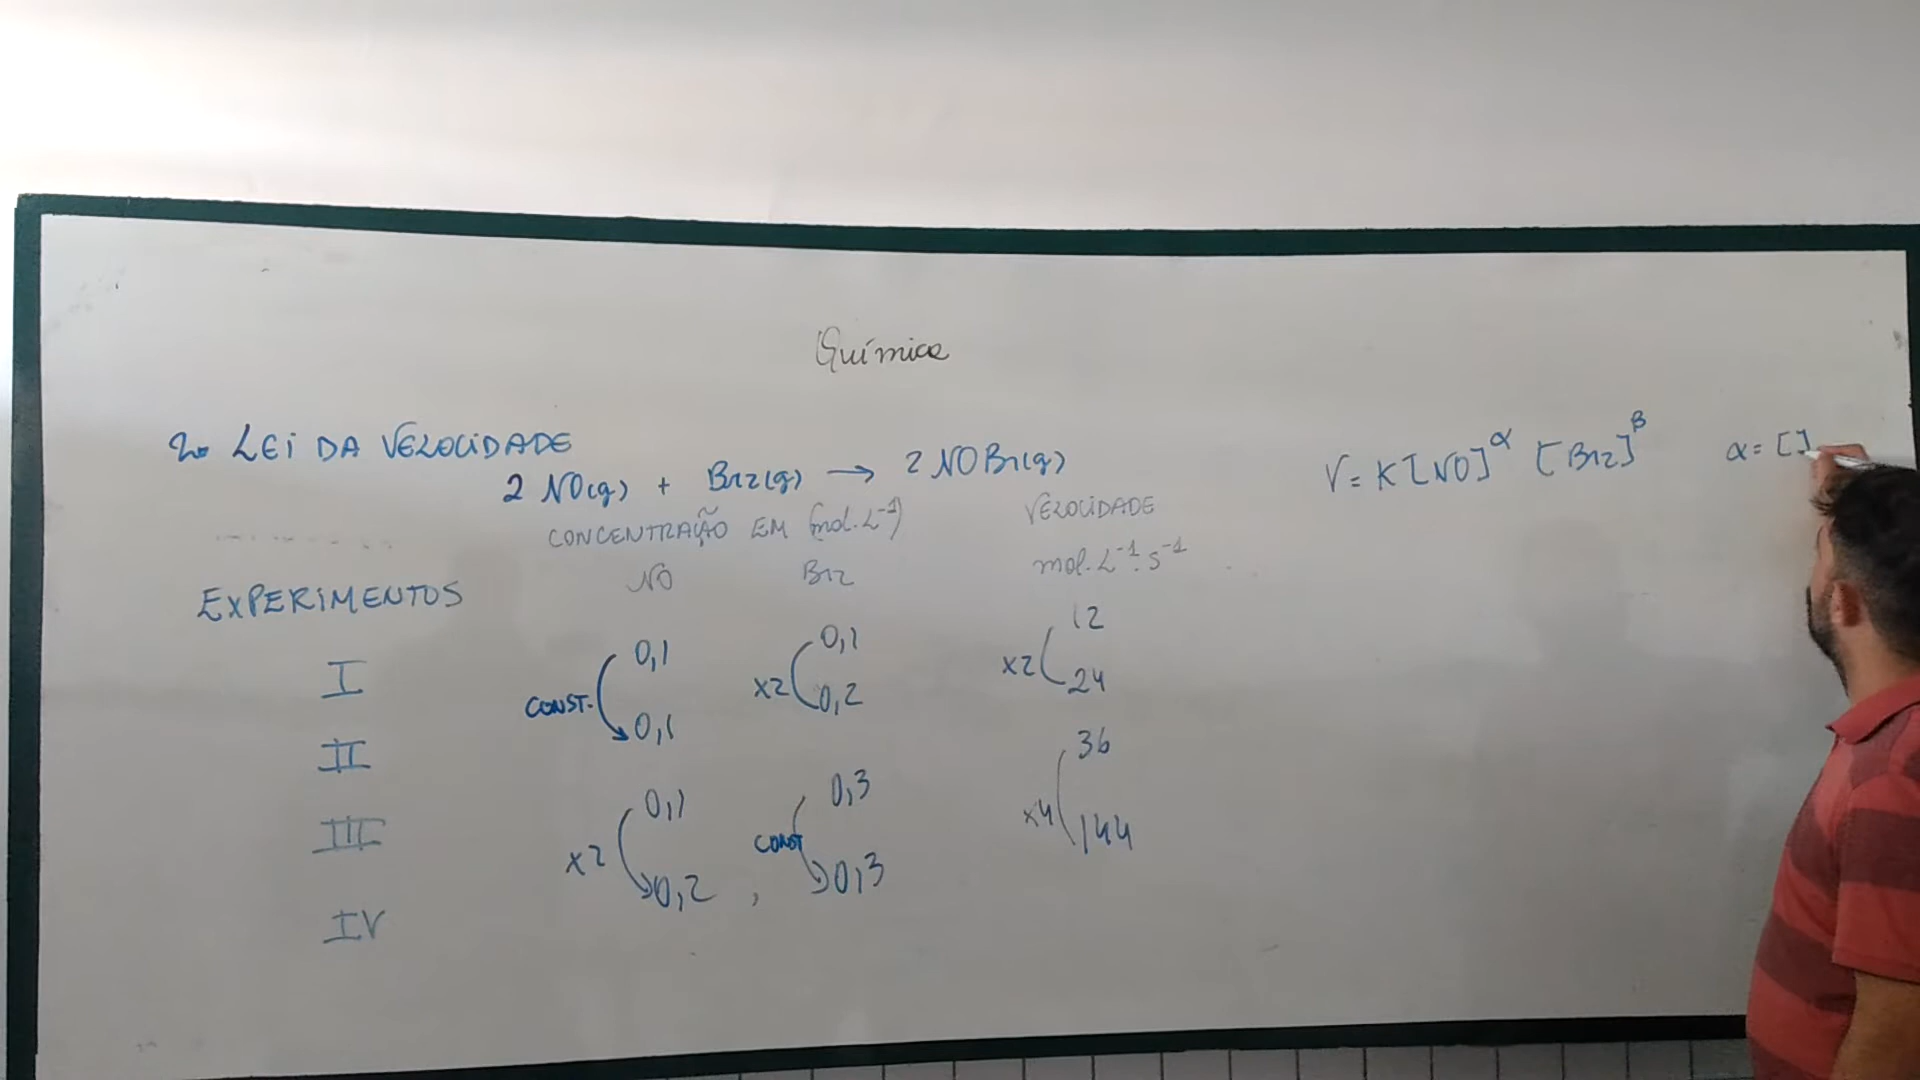 Química
2. LEI DA VELOCIDADE
2 NO(g) + Br2(g) → 2 NOBr(g)
V = K [NO]^α [Br2]^β
α = []
CONCENTRAÇÃO EM (mol.L⁻¹)
VELOCIDADE
EXPERIMENTOS
NO
Br2
mol.L⁻¹.s⁻¹
I
CONST.
0,1
x2
0,1
x2
12
II
0,1
0,2
24
III
x2
0,1
CONST
0,3
x4
36
IV
0,2
,
0,3
144